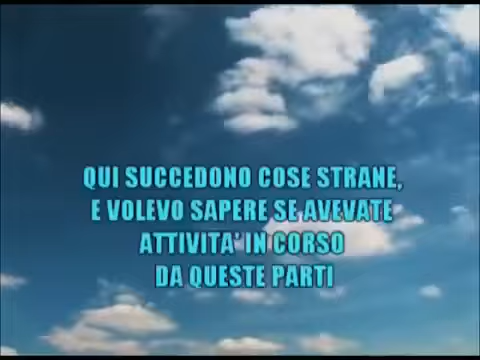 QUI SUCCEDONO COSE STRANE,
E VOLEVO SAPERE SE AVEVATE
ATTIVITA' IN CORSO
DA QUESTE PARTI